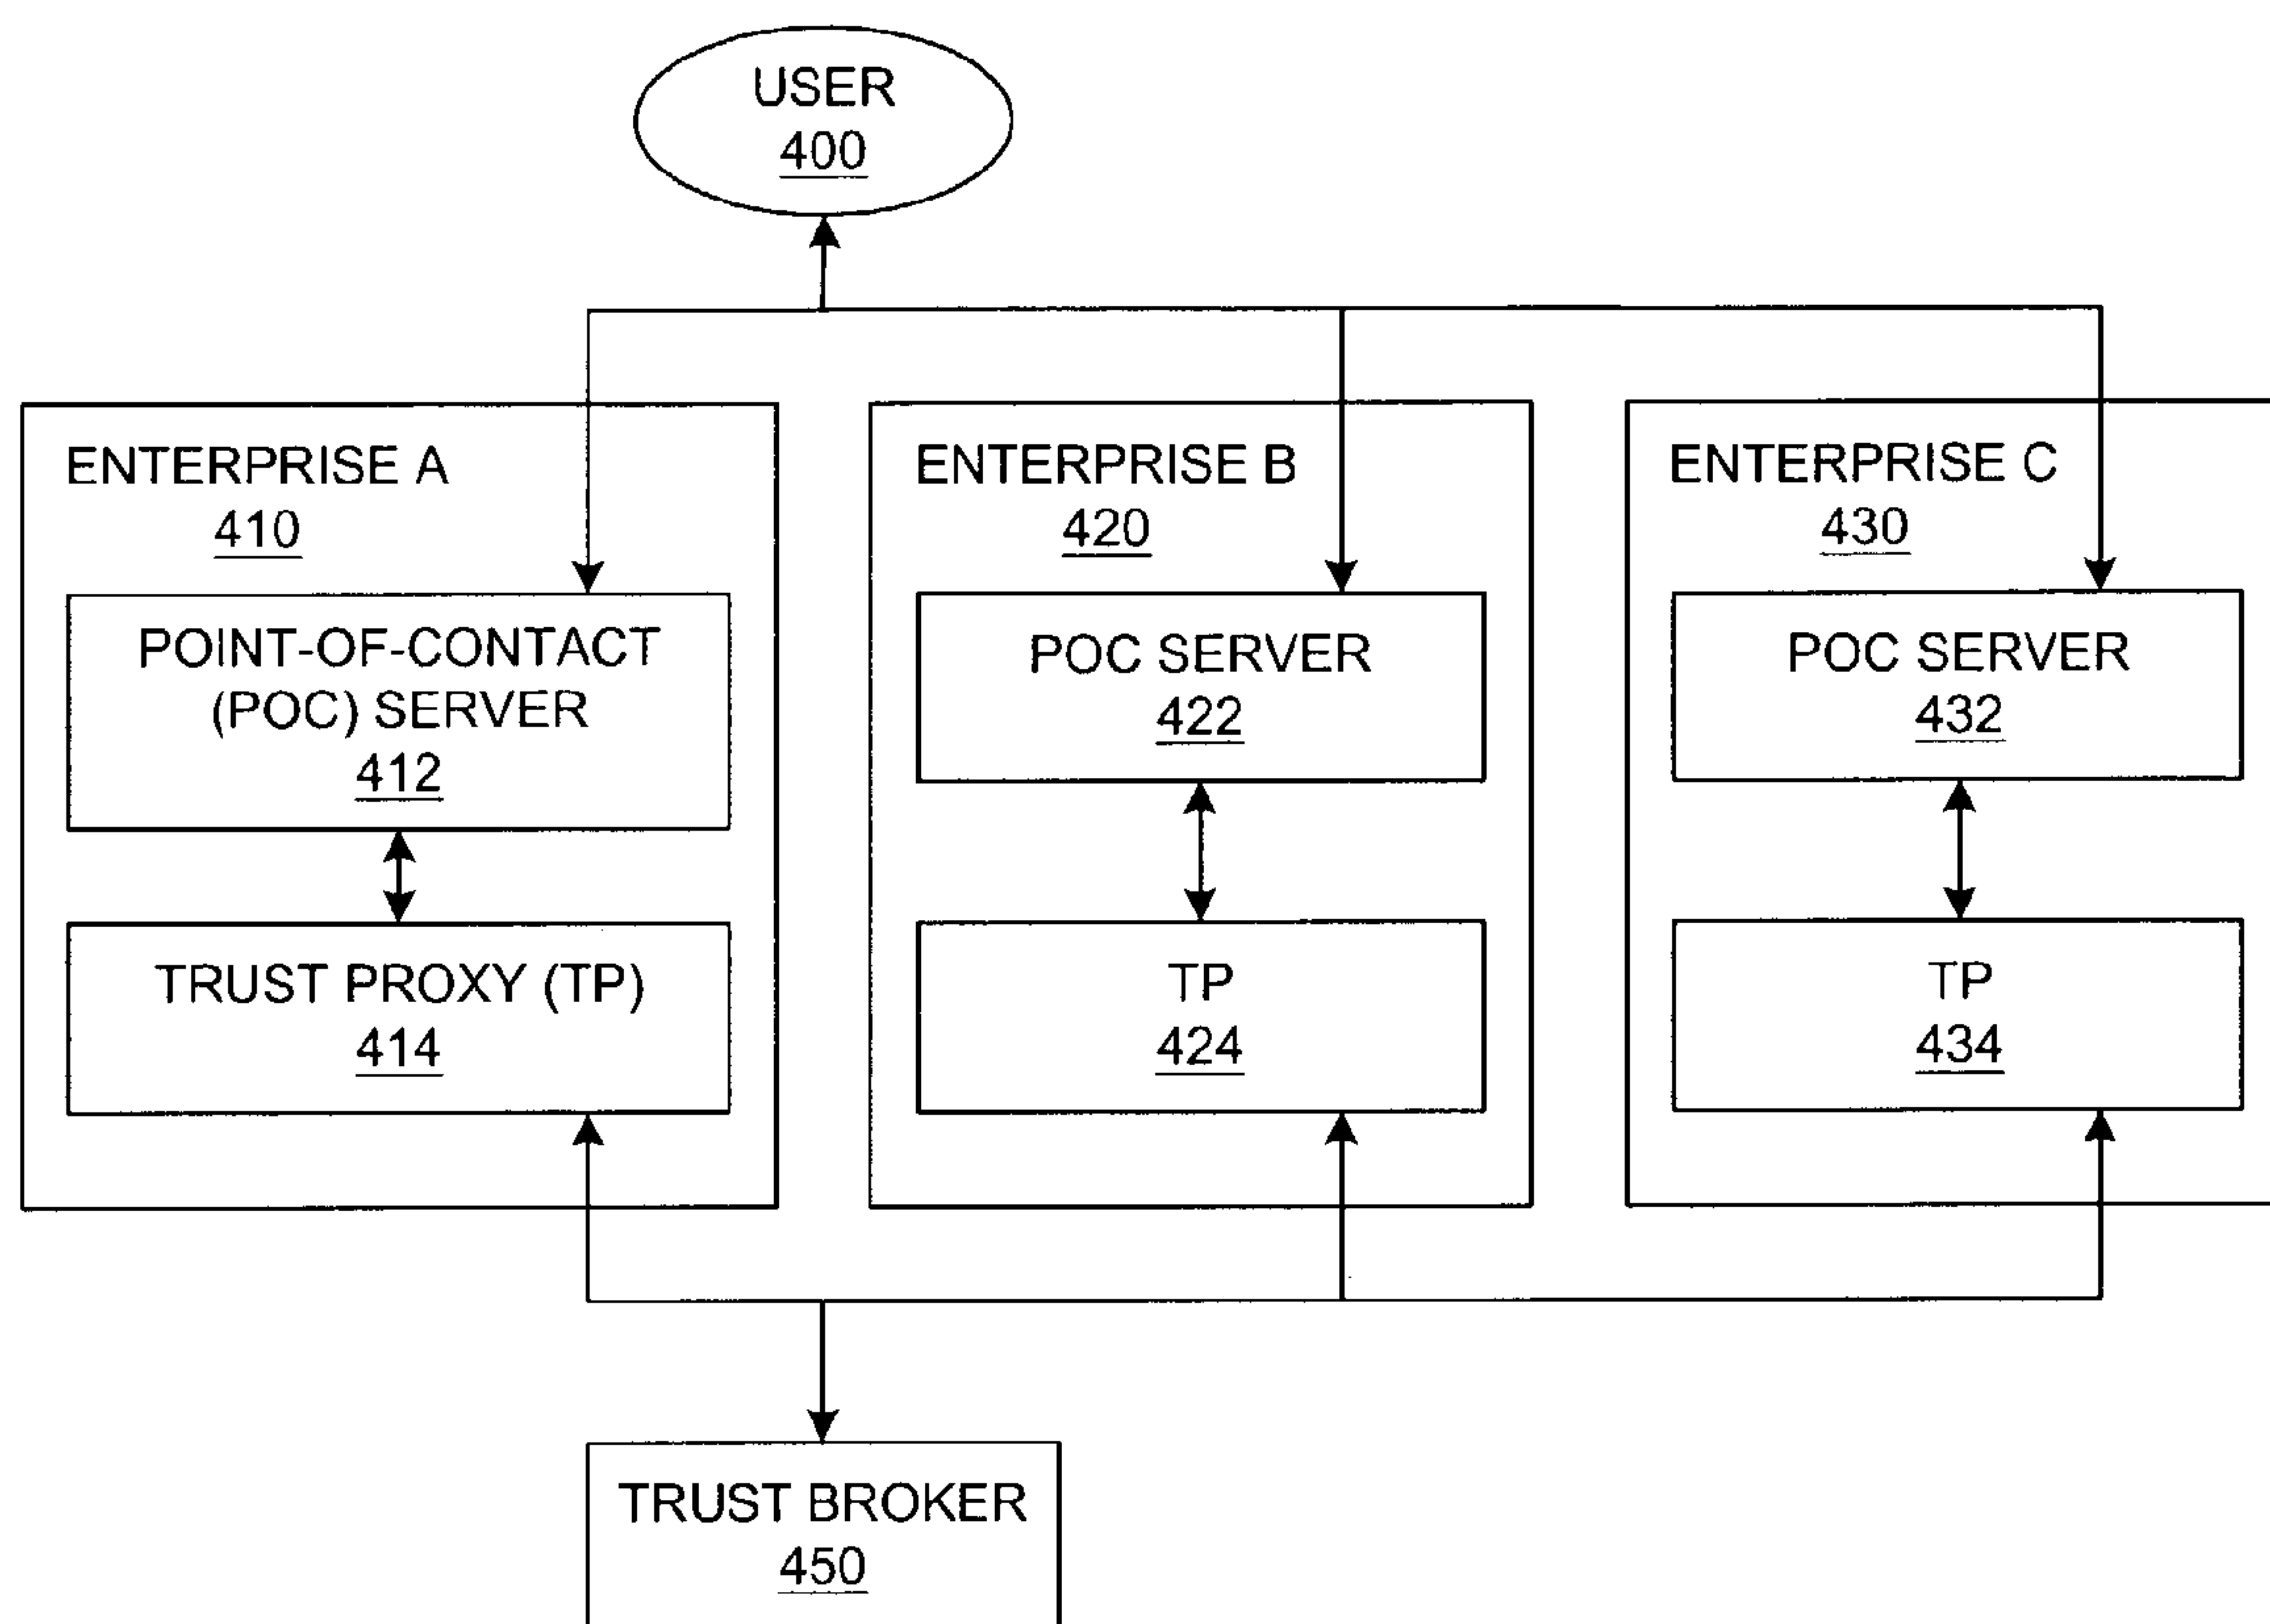 USER
400
ENTERPRISE A
410
POINT-OF-CONTACT
(POC) SERVER
412
TRUST PROXY (TP)
414
ENTERPRISE B
420
POC SERVER
422
TP
424
ENTERPRISE C
430
POC SERVER
432
TP
434
TRUST BROKER
450